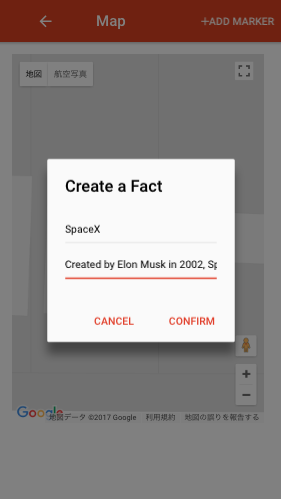 Map
+ADD MARKER
地図 航空写真
Create a Fact
SpaceX
Created by Elon Musk in 2002, Sp
CANCEL CONFIRM
Google
地図データ ©2017 Google 利用規約 地図の誤りを報告する